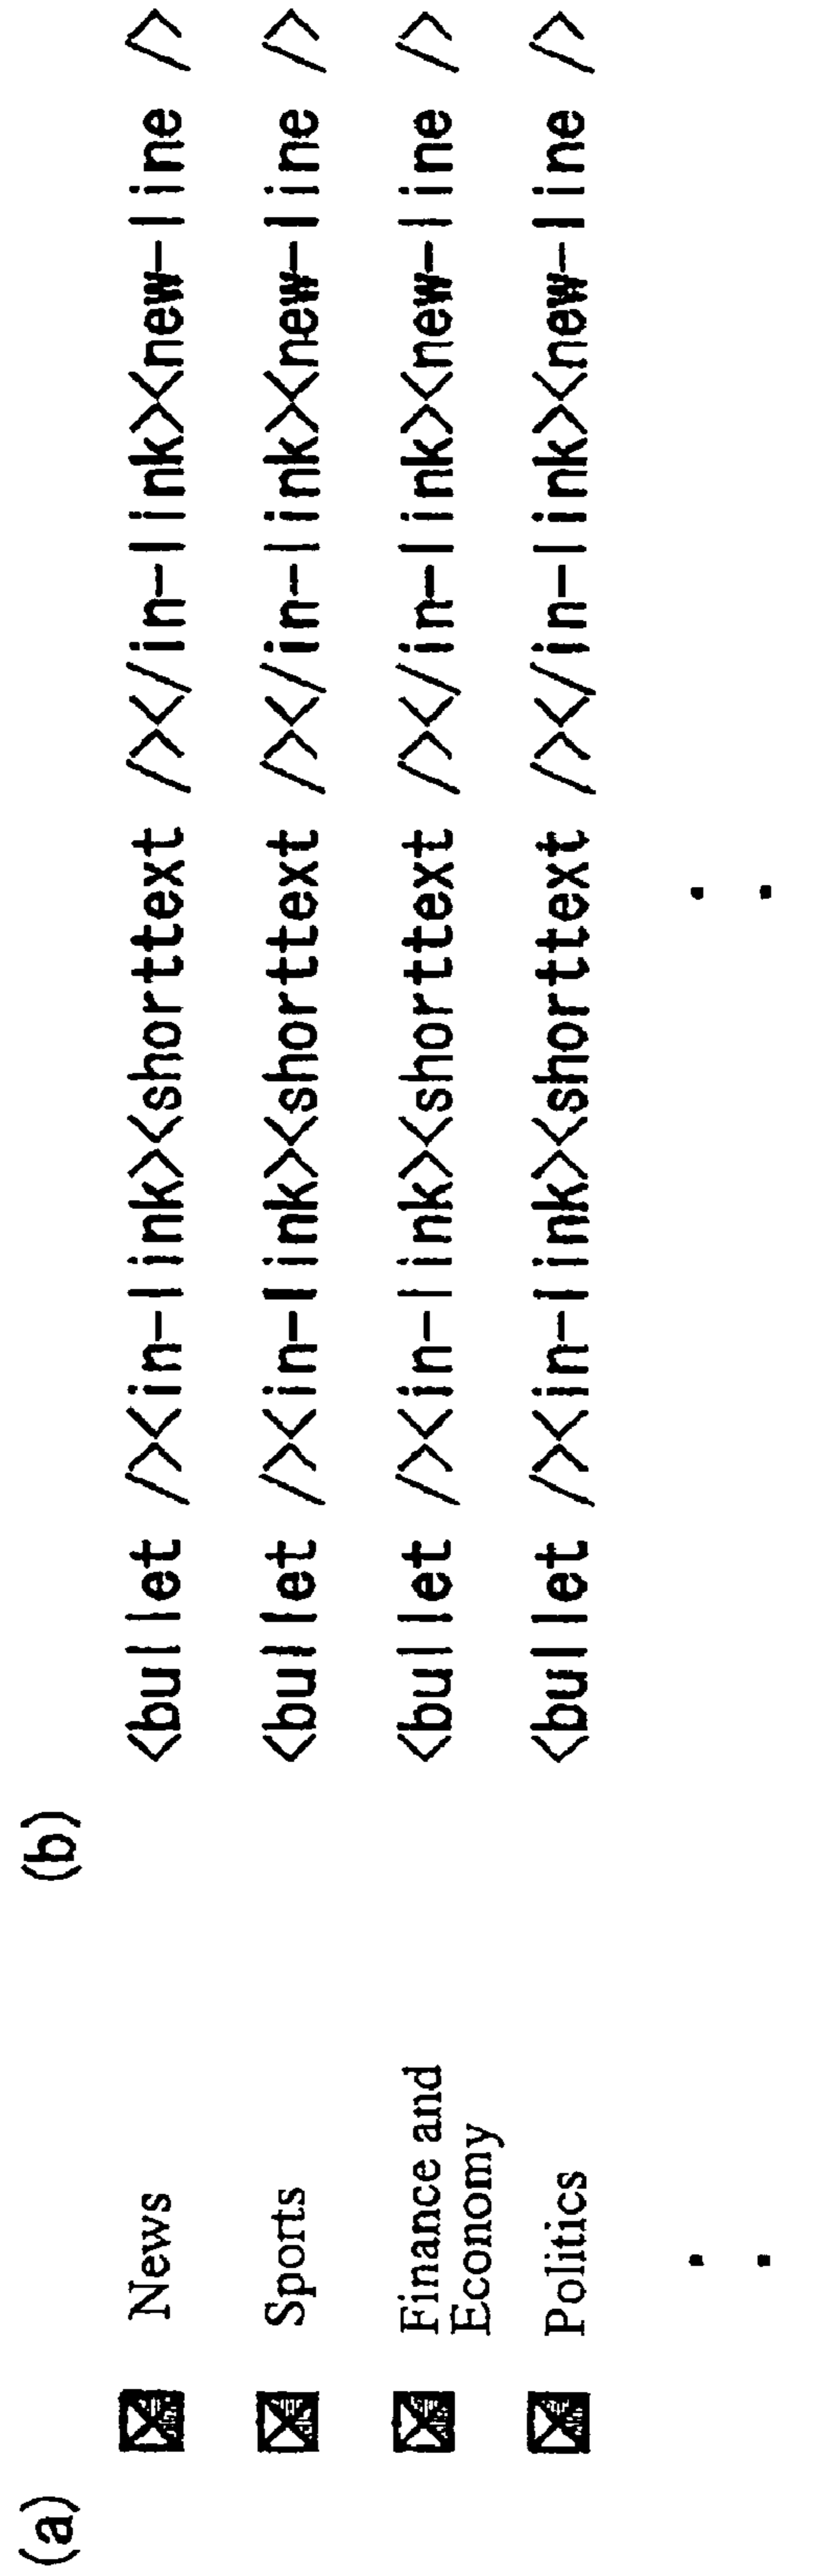 (a)
News
Sports
Finance and
Economy
Politics
(b)
<bullet /><in-link><shorttext /></in-link><new-line />
<bullet /><in-link><shorttext /></in-link><new-line />
<bullet /><in-link><shorttext /></in-link><new-line />
<bullet /><in-link><shorttext /></in-link><new-line />